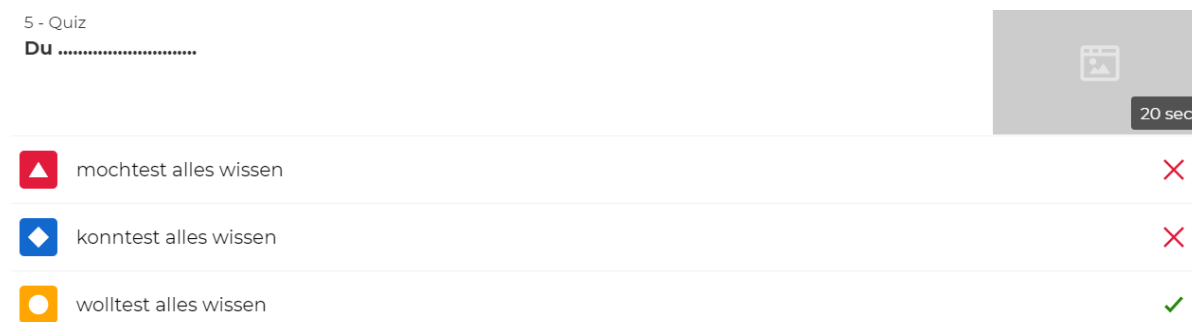 5 - Quiz
Du ............................
20 sec
mochtest alles wissen
konntest alles wissen
wolltest alles wissen